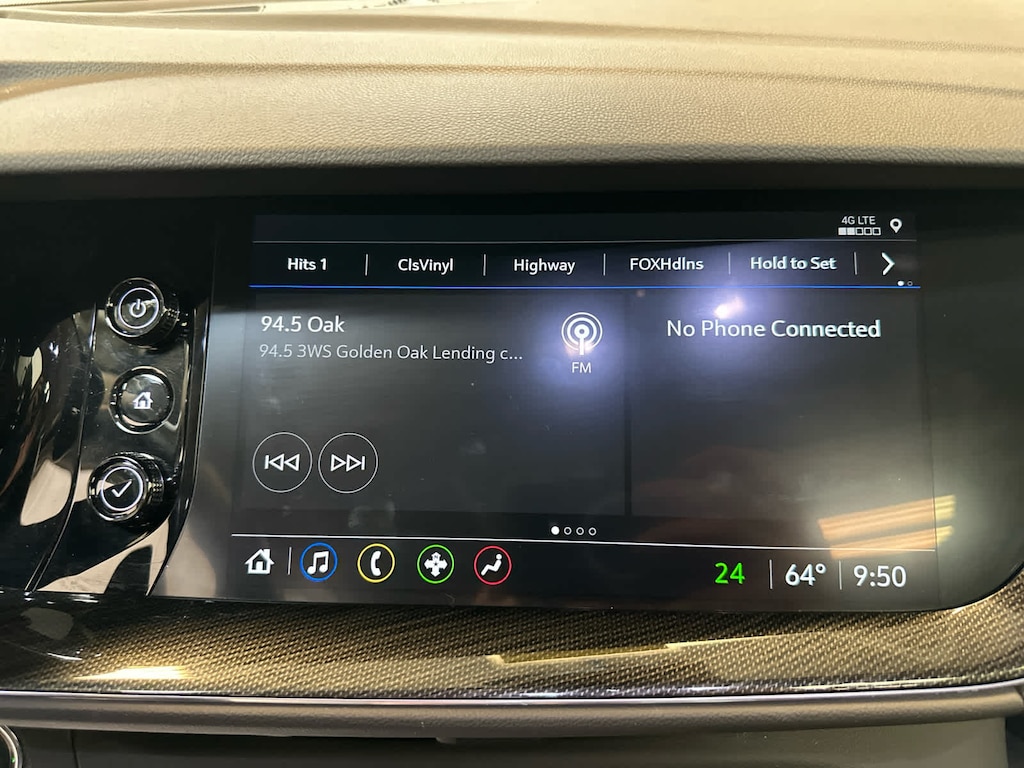 4G LTE
Hits 1 ClsVinyl Highway FOXHdlns Hold to Set
94.5 Oak
94.5 3WS Golden Oak Lending c...
FM
No Phone Connected
24 64° 9:50